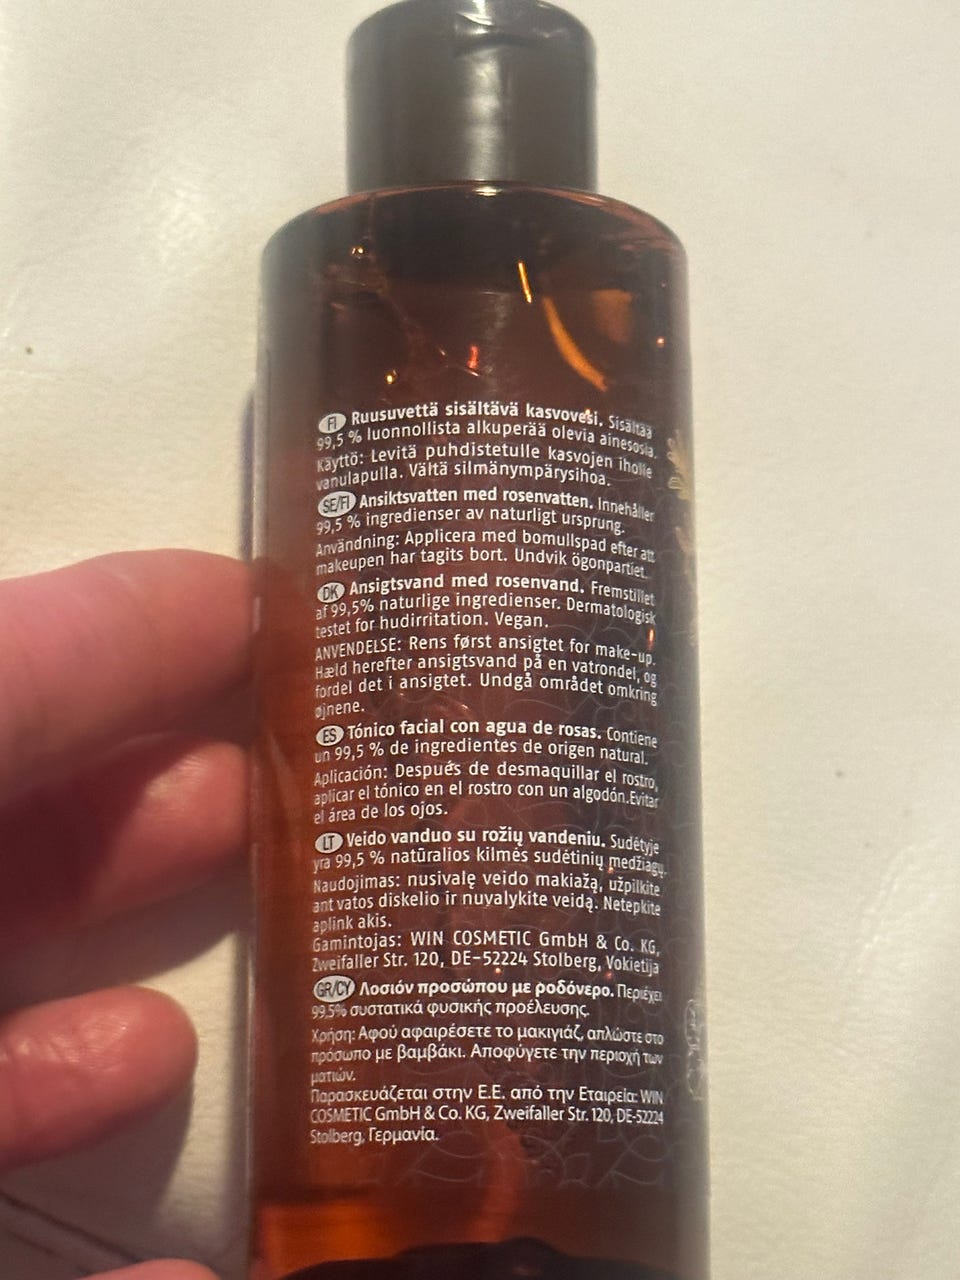 FI Ruusuvettä sisältävä kasvovesi. Sisältää
99,5 % luonnollista alkuperää olevia ainesosia.
Käyttö: Levitä puhdistetulle kasvojen iholle
vanulapulla. Vältä silmänympärysihoa.
SE/FI Ansiktsvatten med rosenvatten. Innehåller
99,5 % ingredienser av naturligt ursprung.
Användning: Applicera med bomullspad efter att
makeupen har tagits bort. Undvik ögonpartiet.
DK Ansigtsvand med rosenvand. Fremstillet
af 99,5% naturlige ingredienser. Dermatologisk
testet for hudirritation. Vegan.
ANVENDELSE: Rens først ansigtet for make-up.
Hæld herefter ansigtsvand på en vatrondel, og
fordel det i ansigtet. Undgå området omkring
øjnene.
ES Tónico facial con agua de rosas. Contiene
un 99,5 % de ingredientes de origen natural.
Aplicación: Después de desmaquillar el rostro,
aplicar el tónico en el rostro con un algodón.Evitar
el área de los ojos.
LT Veido vanduo su rožių vandeniu. Sudėtyje
yra 99,5 % natūralios kilmės sudėtinių medžiagų.
Naudojimas: nusivalę veido makiažą, užpilkite
ant vatos diskelio ir nuvalykite veidą. Netepkite
aplink akis.
Gamintojas: WIN COSMETIC GmbH & Co. KG,
Zweifaller Str. 120, DE-52224 Stolberg, Vokietija
GR/CY Λοσιόν προσώπου με ροδόνερο. Περιέχει
99,5% συστατικά φυσικής προέλευσης.
Χρήση: Αφού αφαιρέσετε το μακιγιάζ, απλώστε στο
πρόσωπο με βαμβάκι. Αποφύγετε την περιοχή των
ματιών.
Παρασκευάζεται στην Ε.Ε. από την Εταιρεία: WIN
COSMETIC GmbH & Co. KG, Zweifaller Str. 120, DE-52224
Stolberg, Γερμανία.